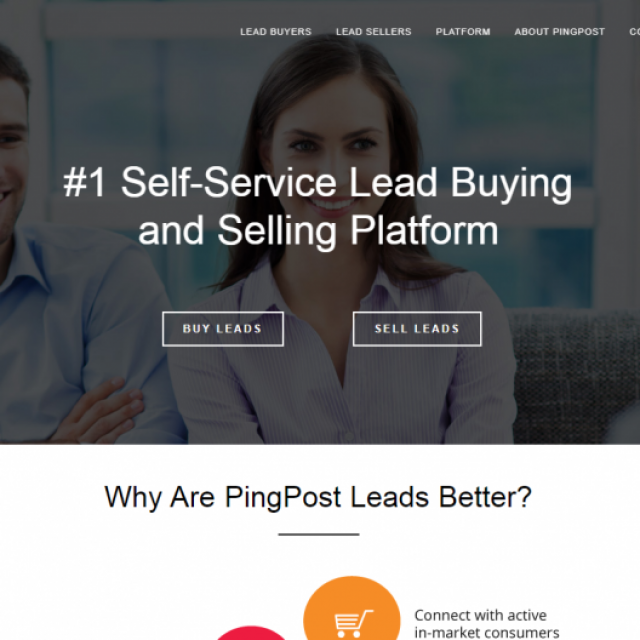 LEAD BUYERS LEAD SELLERS PLATFORM ABOUT PINGPOST
#1 Self-Service Lead Buying
and Selling Platform
BUY LEADS SELL LEADS
Why Are PingPost Leads Better?
Connect with active
in-market consumers